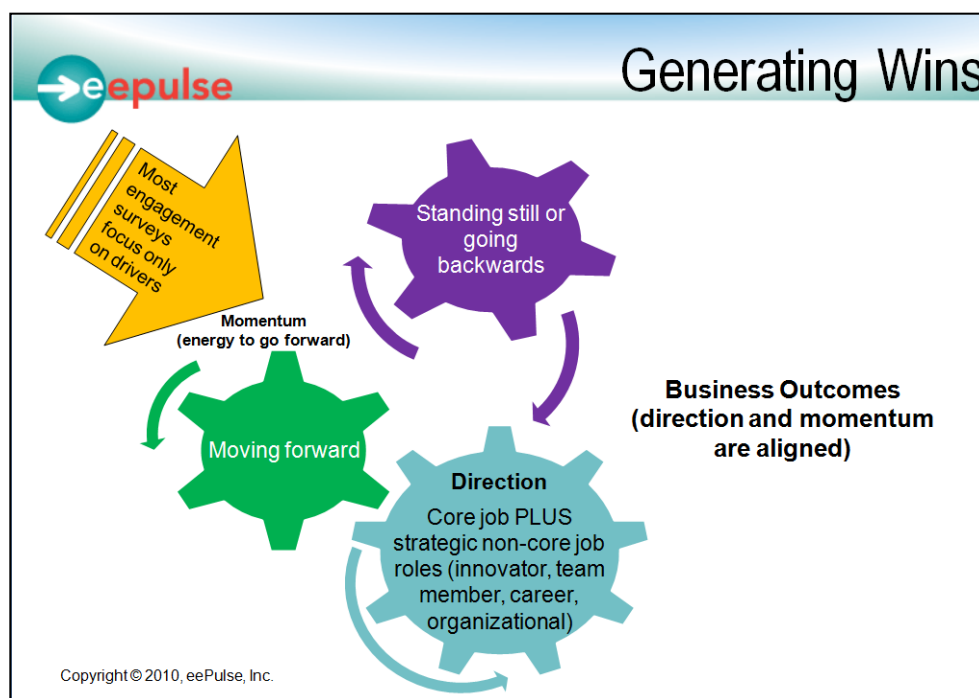 eepulse
Generating Wins
Most
engagement
surveys
focus only
on drivers
Standing still or
going
backwards
Momentum
(energy to go forward)
Moving forward
Business Outcomes
(direction and momentum
are aligned)
Direction
Core job PLUS
strategic non-core job
roles (innovator, team
member, career,
organizational)
Copyright © 2010, eePulse, Inc.